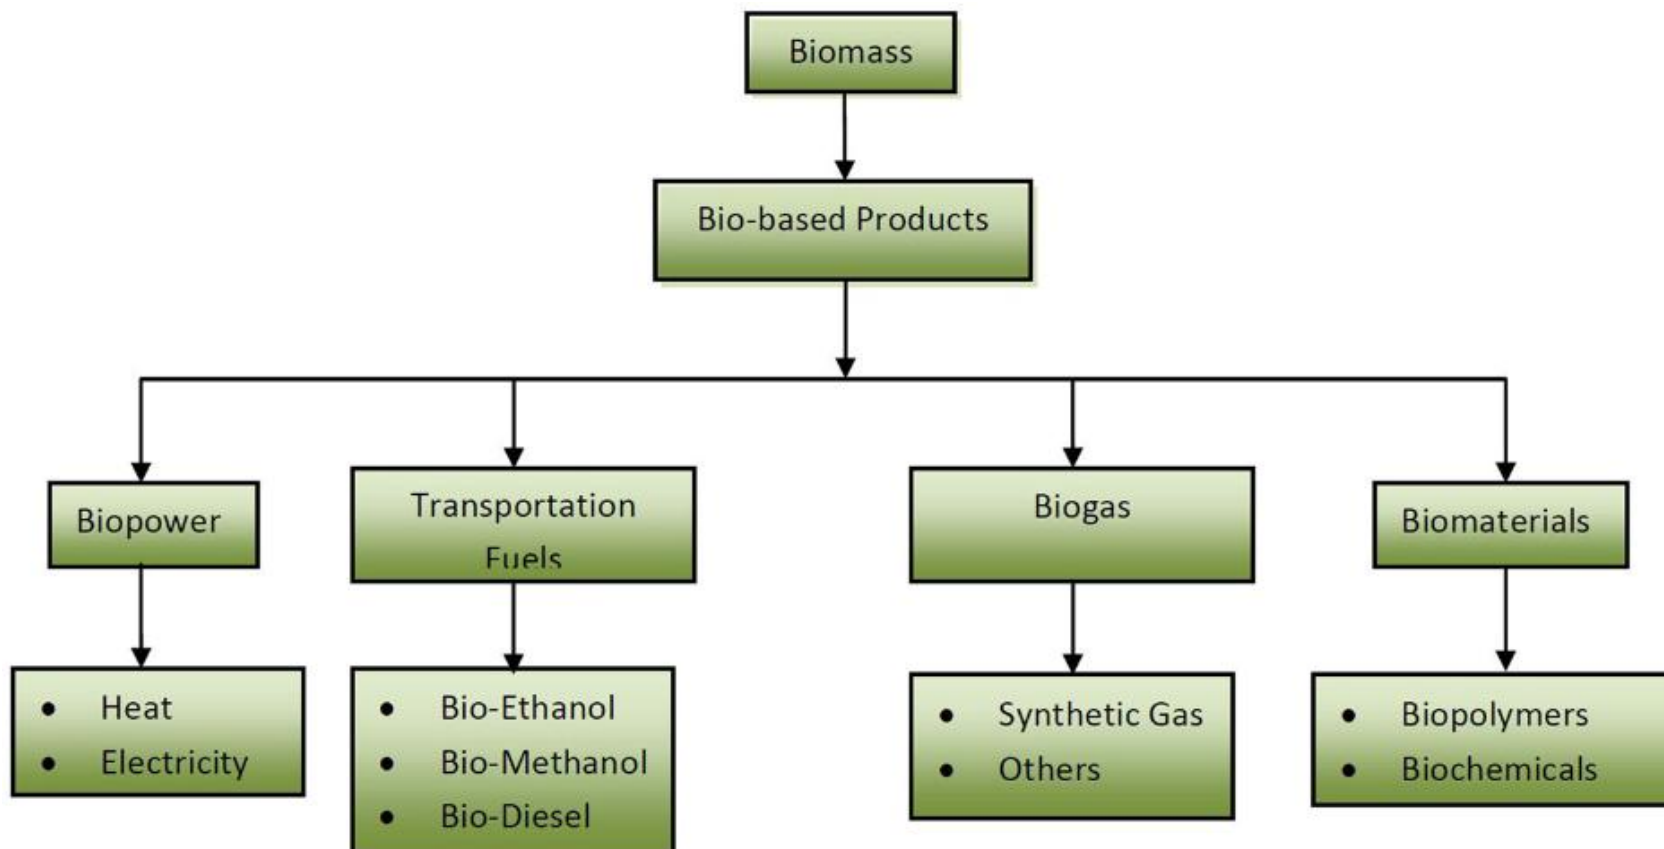 Biomass
Bio-based Products
Biopower
Transportation
Fuels
Biogas
Biomaterials
• Heat
• Electricity
• Bio-Ethanol
• Bio-Methanol
• Bio-Diesel
• Synthetic Gas
• Others
• Biopolymers
• Biochemicals